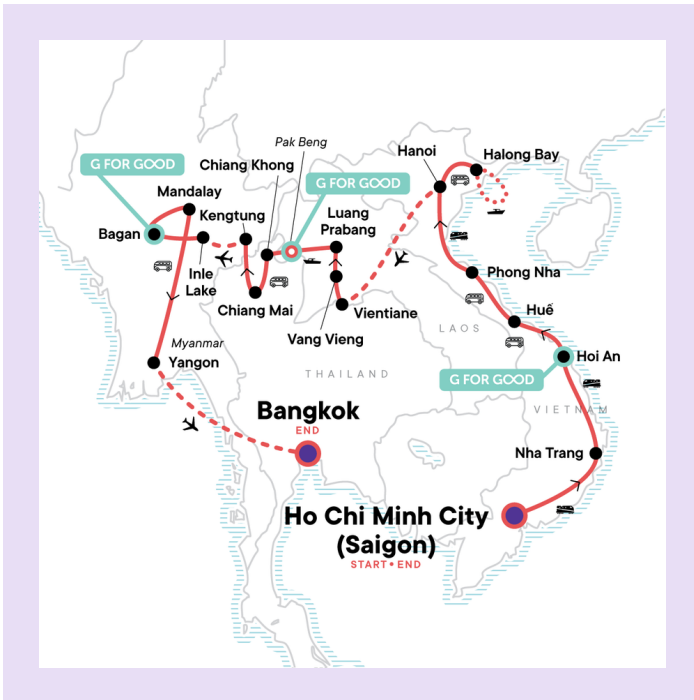 Pak Beng
Hanoi
Halong Bay
G FOR GOOD
Chiang Khong
G FOR GOOD
Mandalay
Kengtung
Luang
Prabang
Bagan
Inle
Lake
Phong Nha
Chiang Mai
Vientiane
Huế
LAOS
Vang Vieng
Myanmar
Yangon
Hoi An
THAILAND
G FOR GOOD
Bangkok
END
VIETNAM
Nha Trang
Ho Chi Minh City
(Saigon)
START • END